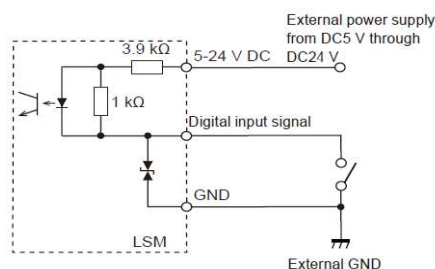 External power supply
from DC5 V through
DC24 V
3.9 kΩ
5-24 V DC
1 kΩ
Digital input signal
GND
LSM
External GND